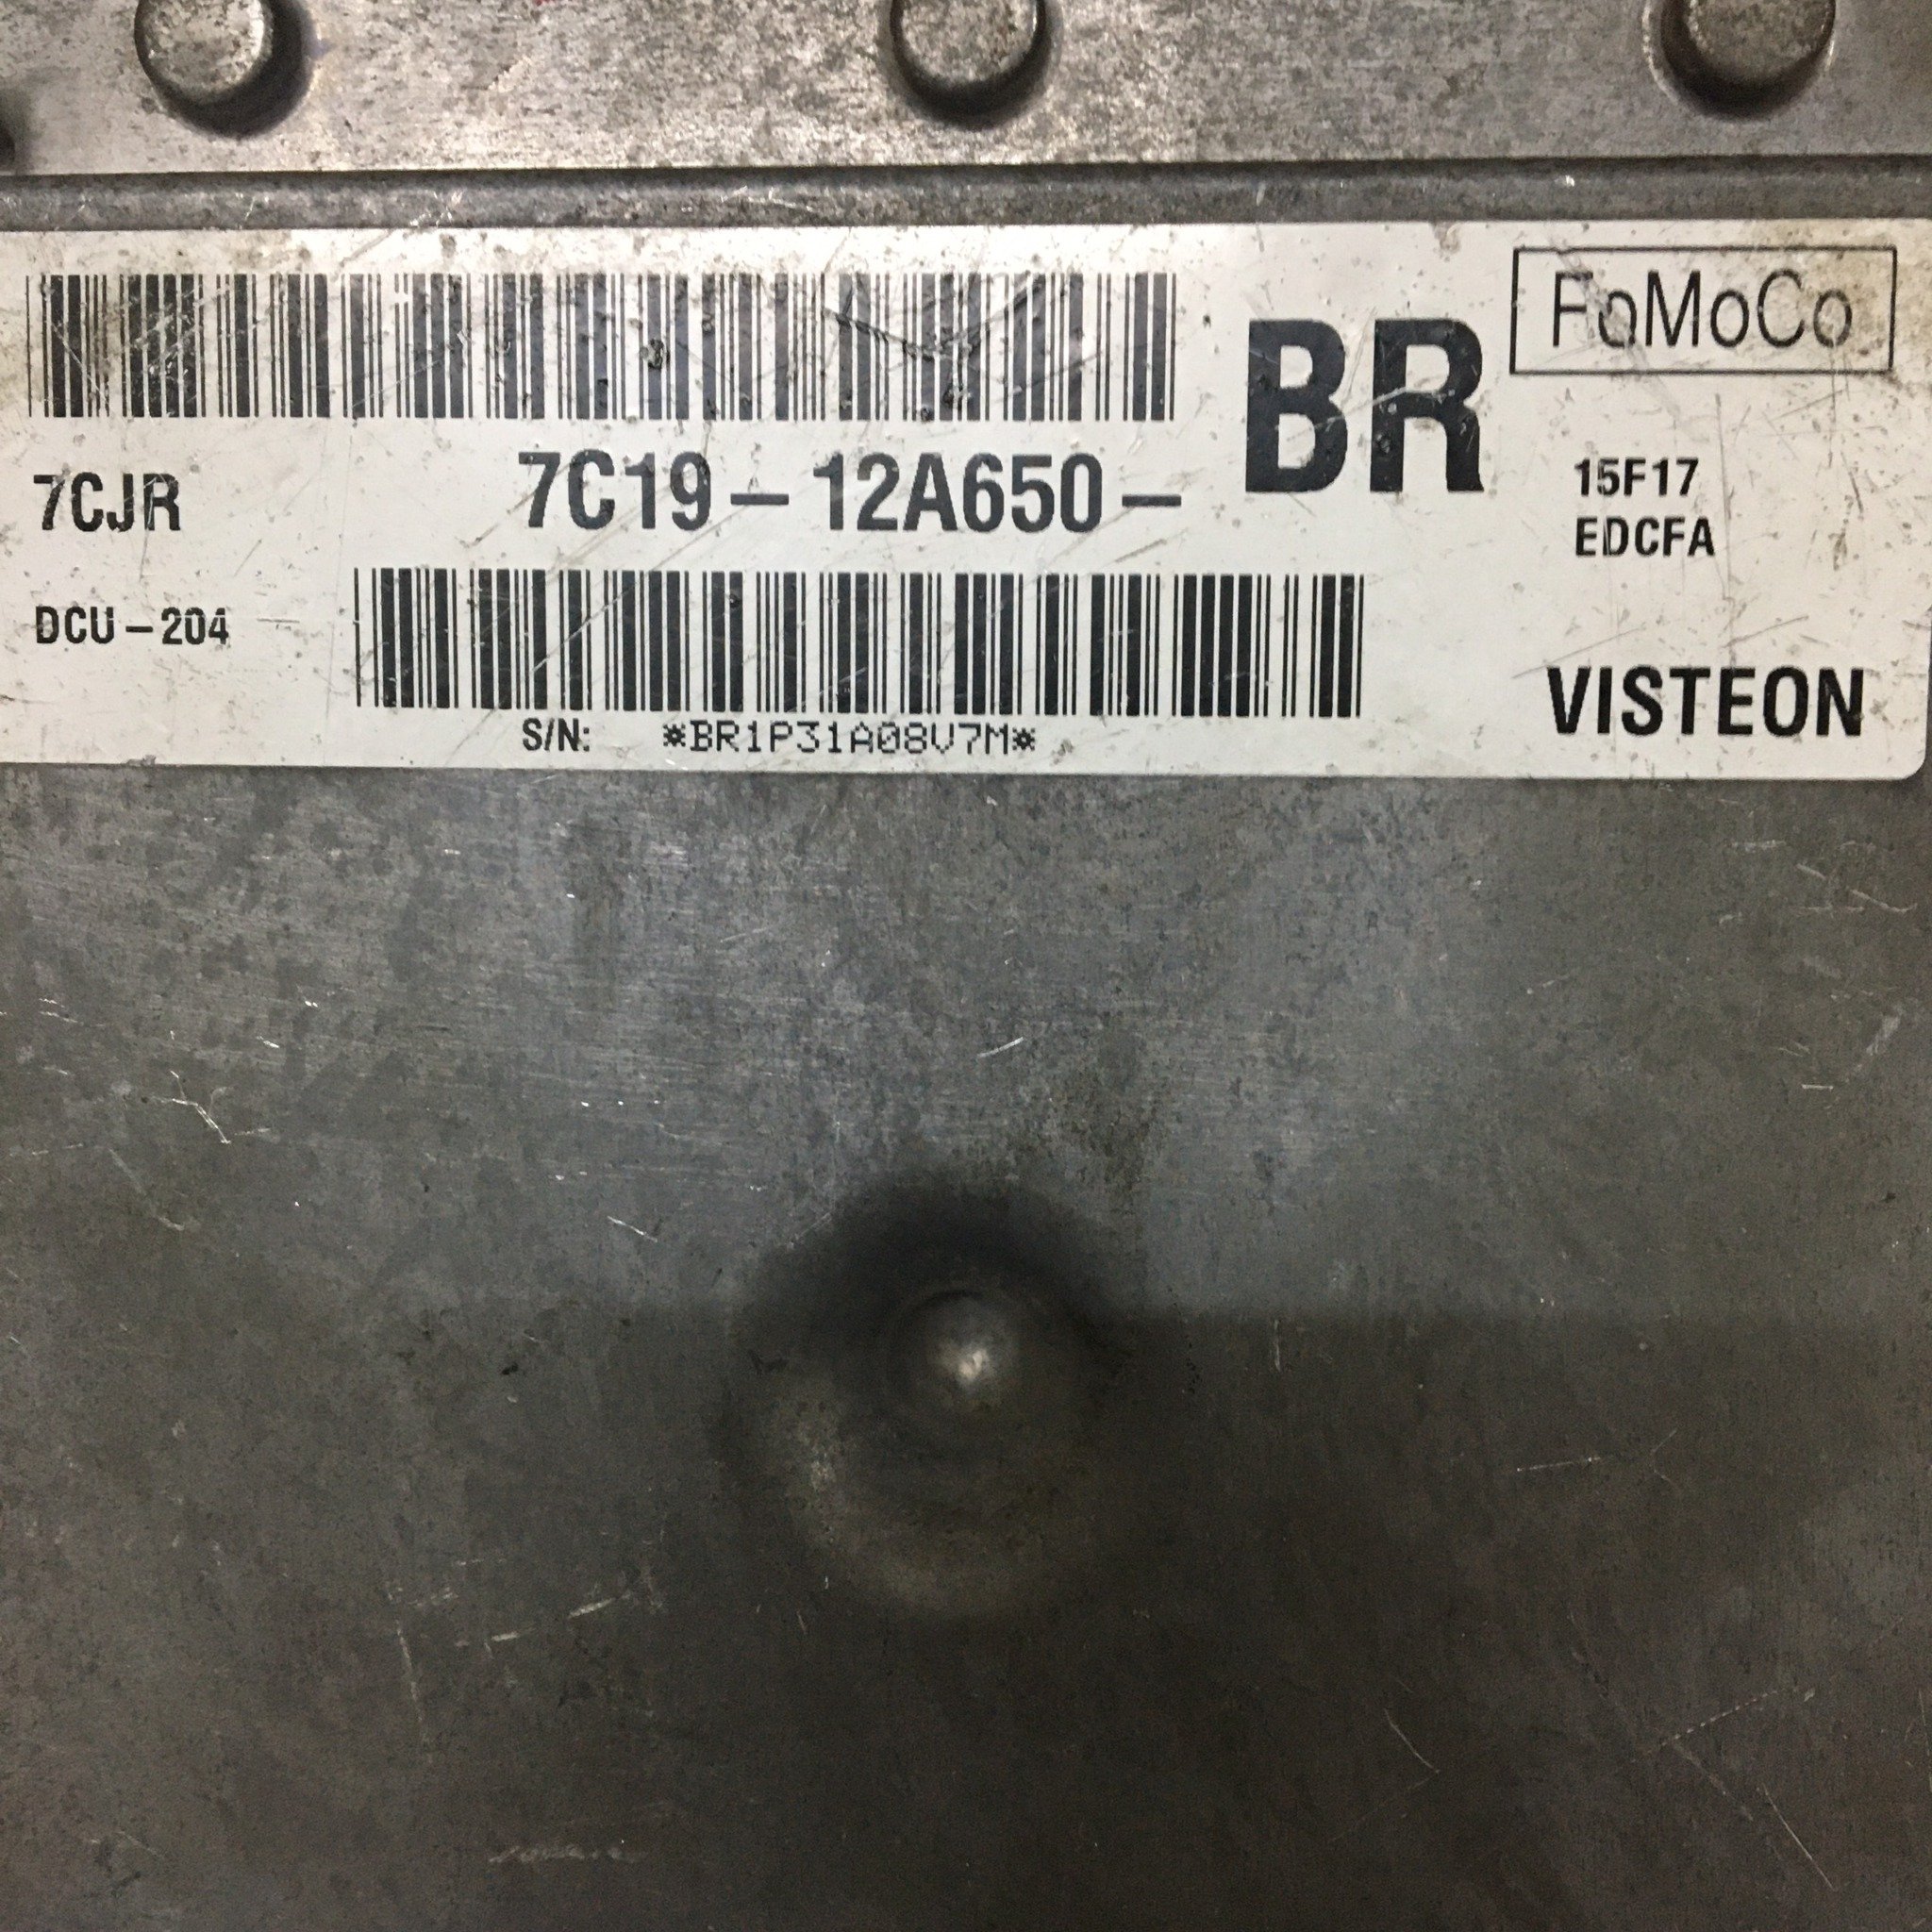 FoMoCo
BR
7CJR
7C19-12A650-
15F17
EDCFA
DCU-204
VISTEON
S/N: *BR1P31A08V7M*